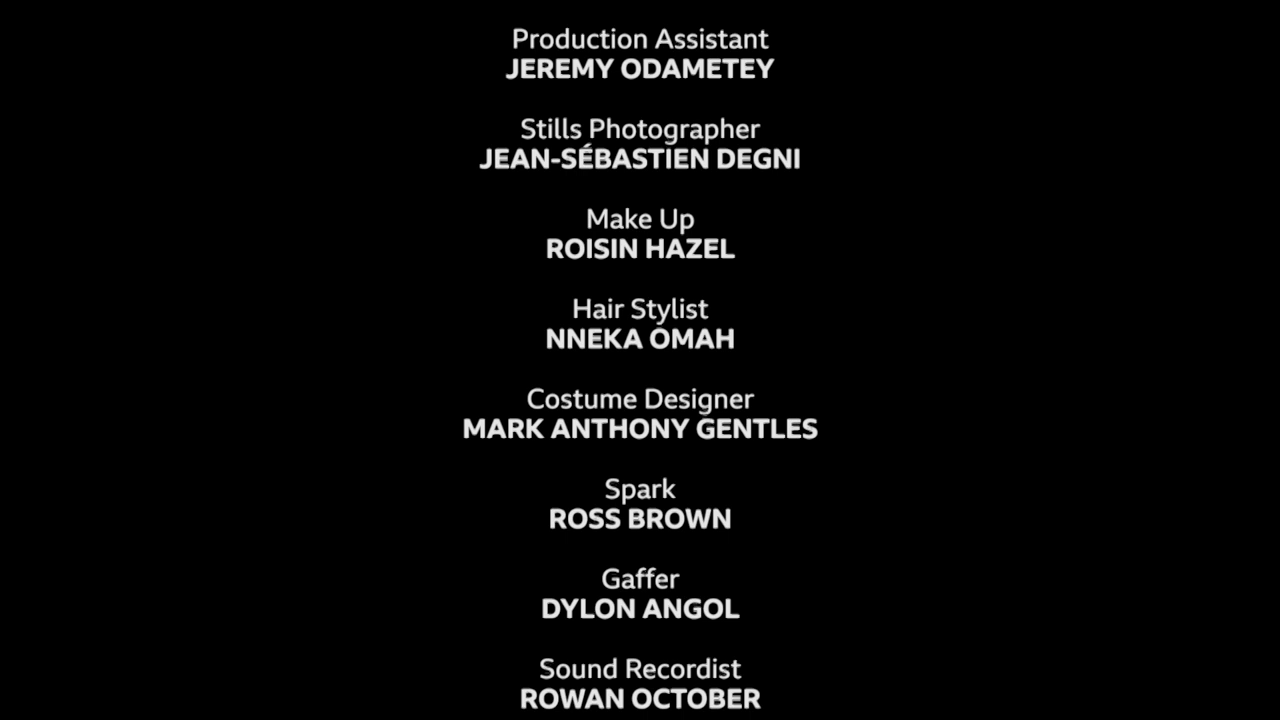 Production Assistant
JEREMY ODAMETEY
Stills Photographer
JEAN-SÉBASTIEN DEGNI
Make Up
ROISIN HAZEL
Hair Stylist
NNEKA OMAH
Costume Designer
MARK ANTHONY GENTLES
Spark
ROSS BROWN
Gaffer
DYLON ANGOL
Sound Recordist
ROWAN OCTOBER